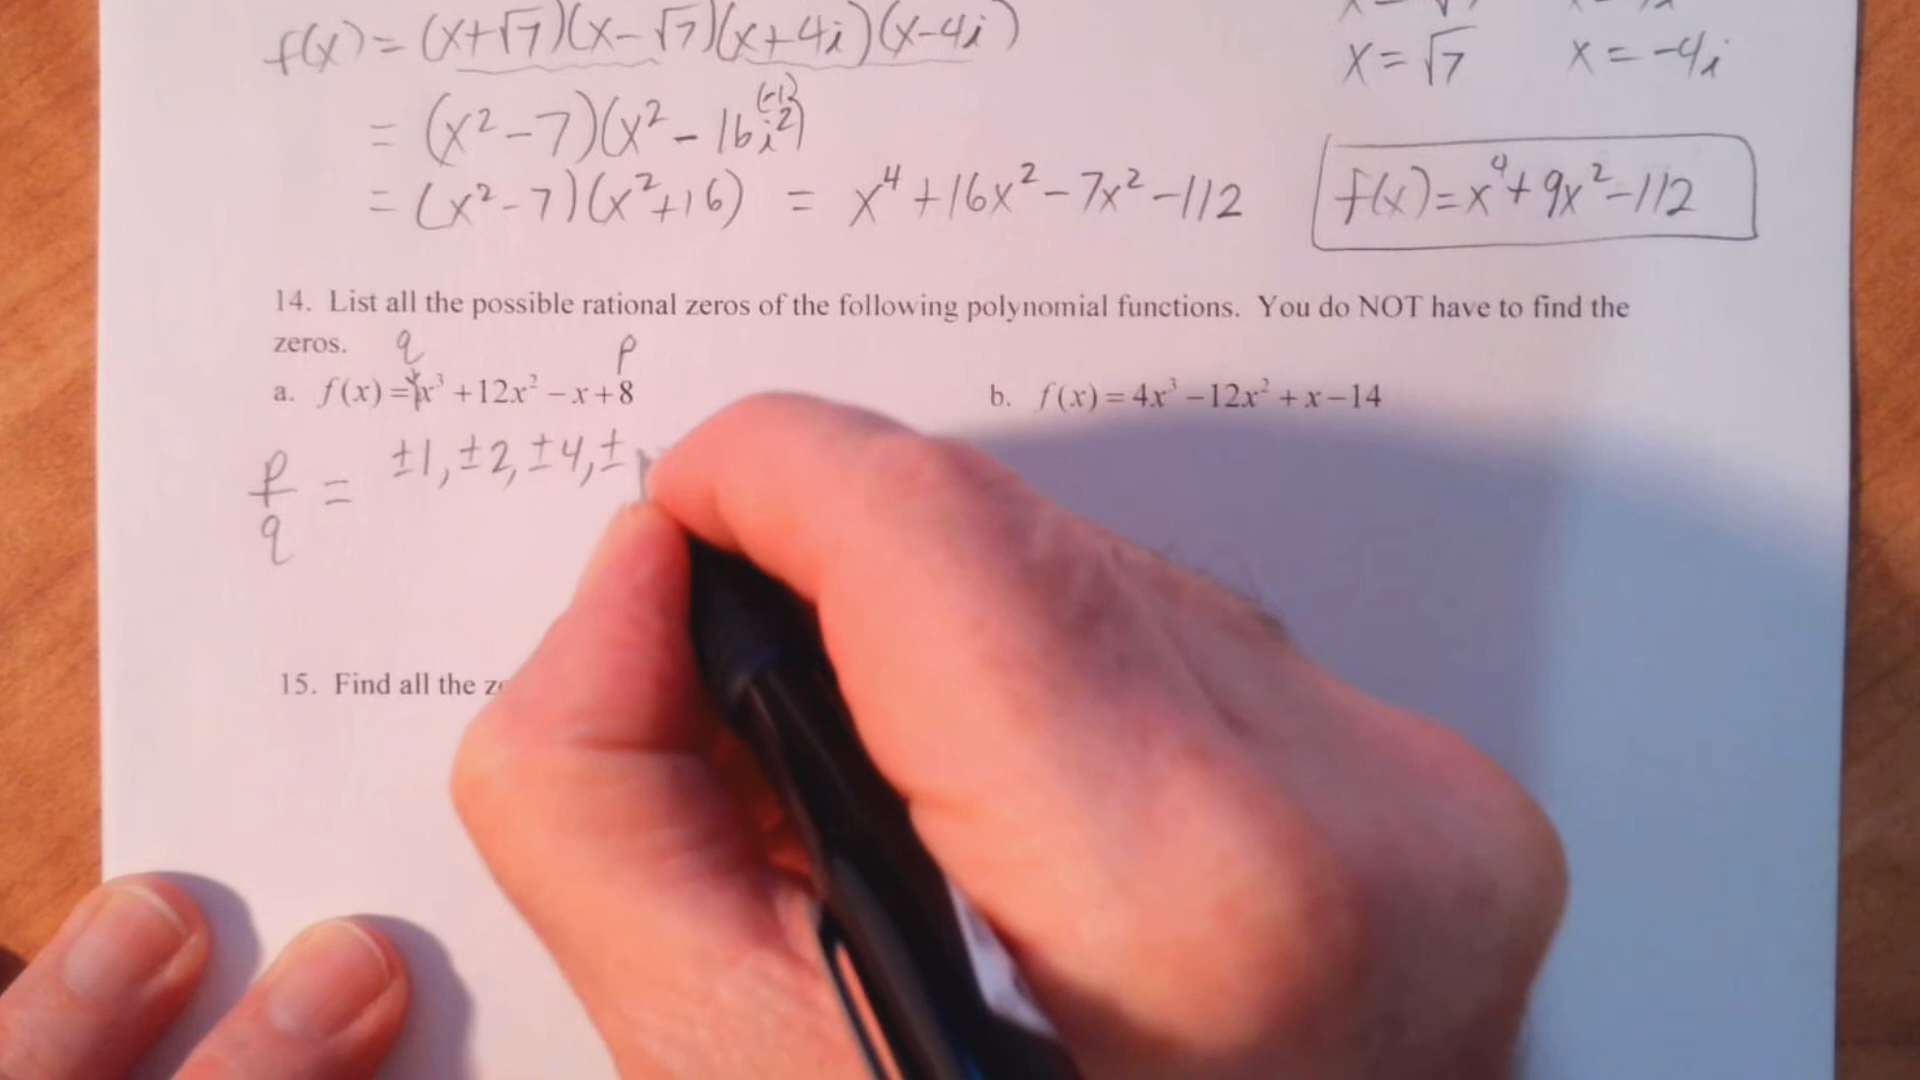 f(x) = (x+√7)(x-√7)(x+4i)(x-4i)
x = √7 x = -4i
(-1)
= (x² - 7)(x² - 16i²)
= (x² - 7)(x² + 16) = x⁴ + 16x² - 7x² - 112
f(x) = x⁴ + 9x² - 112
14. List all the possible rational zeros of the following polynomial functions. You do NOT have to find the
zeros. q p
a. f(x) = 1x³ + 12x² − x + 8
b. f(x) = 4x³ − 12x² + x − 14
p/q = ±1, ±2, ±4, ±
15. Find all the